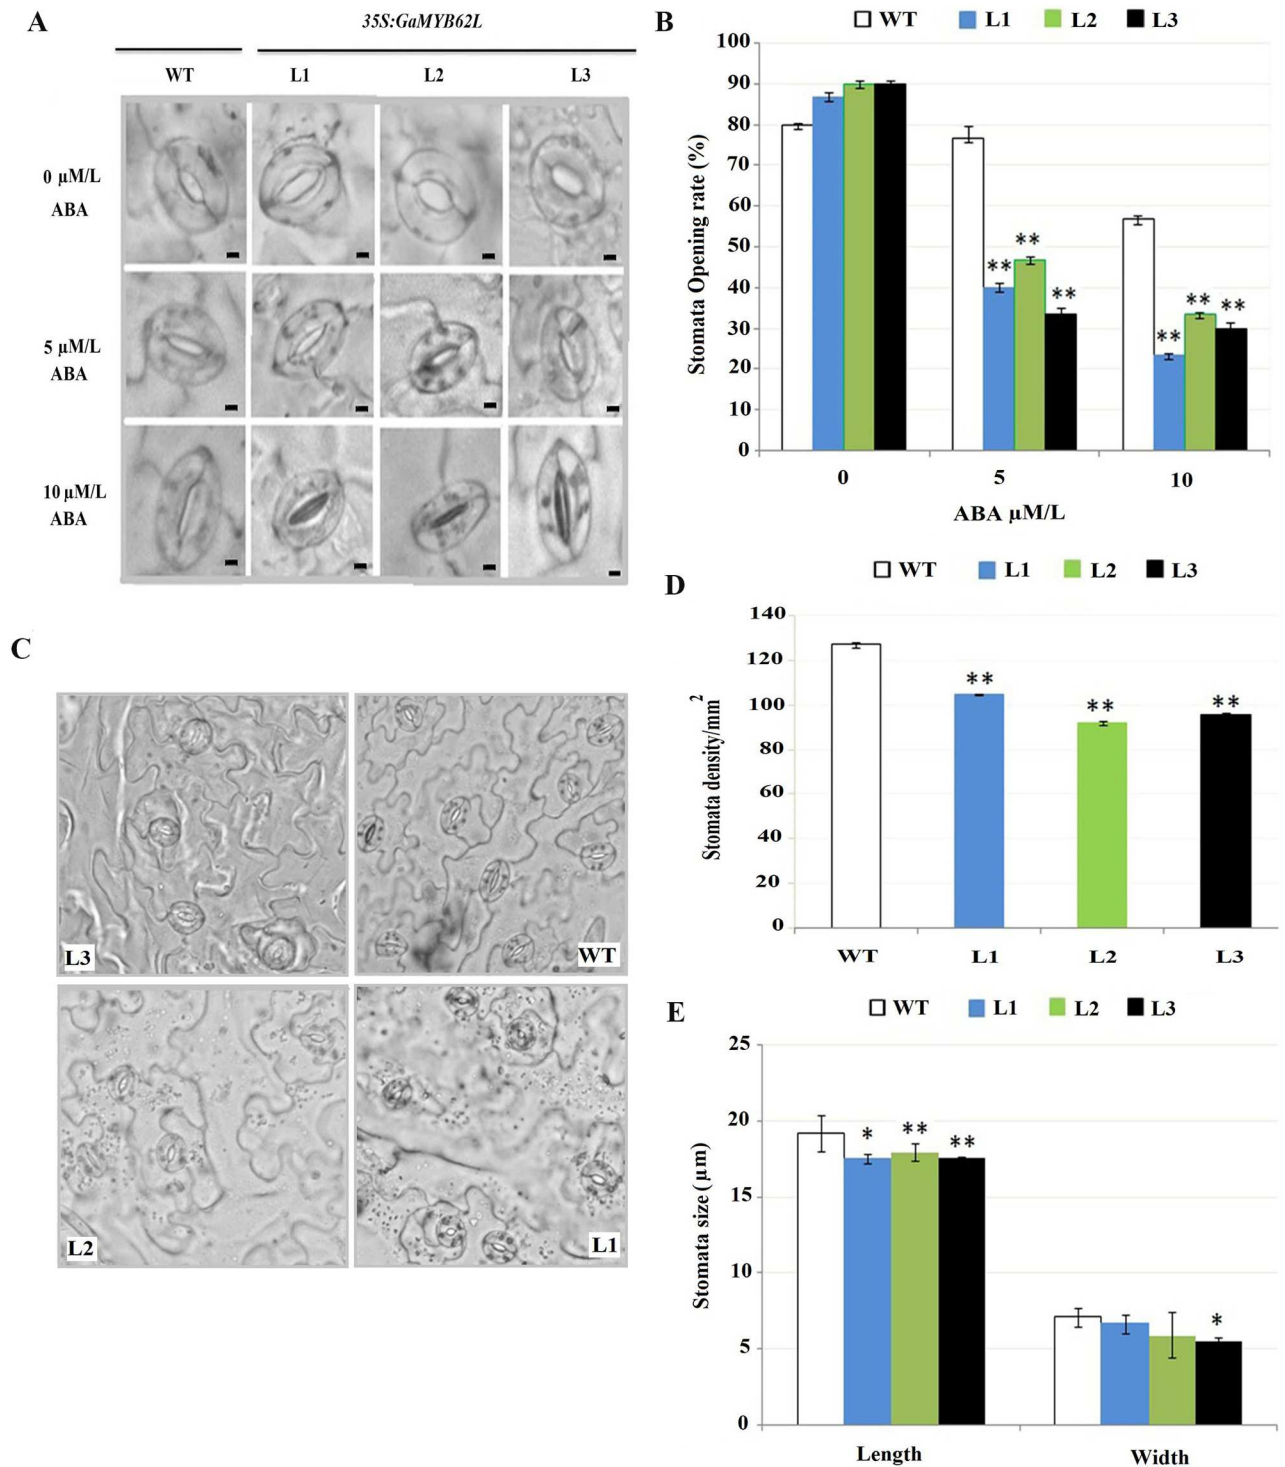 A
35S:GaMYB62L
WT L1 L2 L3
0 µM/L
ABA
5 µM/L
ABA
10 µM/L
ABA
B
WT L1 L2 L3
Stomata Opening rate (%)
100
90
80
70
60
50
40
30
20
10
0
** ** **
** ** **
0 5 10
ABA µM/L
C
L3
WT
L2
L1
D
WT L1 L2 L3
Stomata density/mm²
140
120
100
80
60
40
20
0
** ** **
WT L1 L2 L3
E
WT L1 L2 L3
Stomata size (µm)
25
20
15
10
5
0
* ** **
*
Length Width